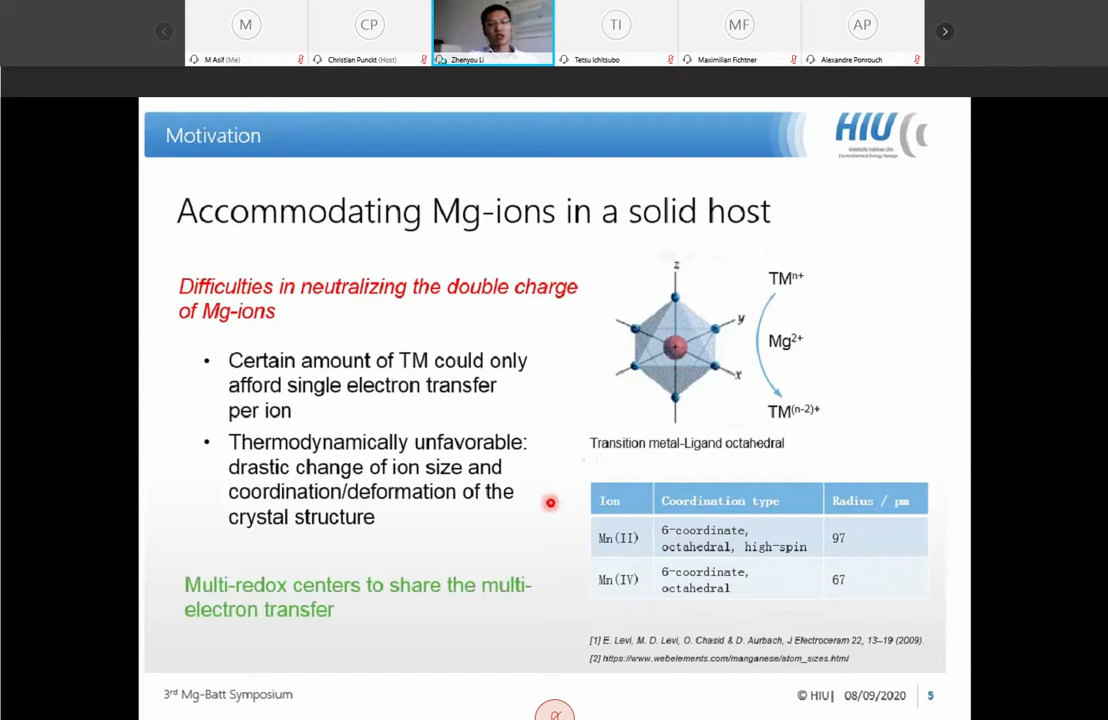 M
CP
TI
MF
AP
M Asif (Me)
Christian Punckt (Host)
Zhenyou Li
Tetsu Ichitsubo
Maximilian Fichtner
Alexandre Ponrouch
Motivation
HIU
Accommodating Mg-ions in a solid host
Difficulties in neutralizing the double charge
of Mg-ions
• Certain amount of TM could only
afford single electron transfer
per ion
• Thermodynamically unfavorable:
drastic change of ion size and
coordination/deformation of the
crystal structure
Multi-redox centers to share the multi-
electron transfer
z
y
x
TMⁿ⁺
Mg²⁺
TM⁽ⁿ⁻²⁾⁺
Transition metal-Ligand octahedral
Ion Coordination type Radius / pm
Mn(II) 6-coordinate,
octahedral, high-spin 97
Mn(IV) 6-coordinate,
octahedral 67
[1] E. Levi, M. D. Levi, O. Chasid & D. Aurbach, J Electroceram 22, 13–19 (2009).
[2] https://www.webelements.com/manganese/atom_sizes.html
3rd Mg-Batt Symposium
© HIU| 08/09/2020 5